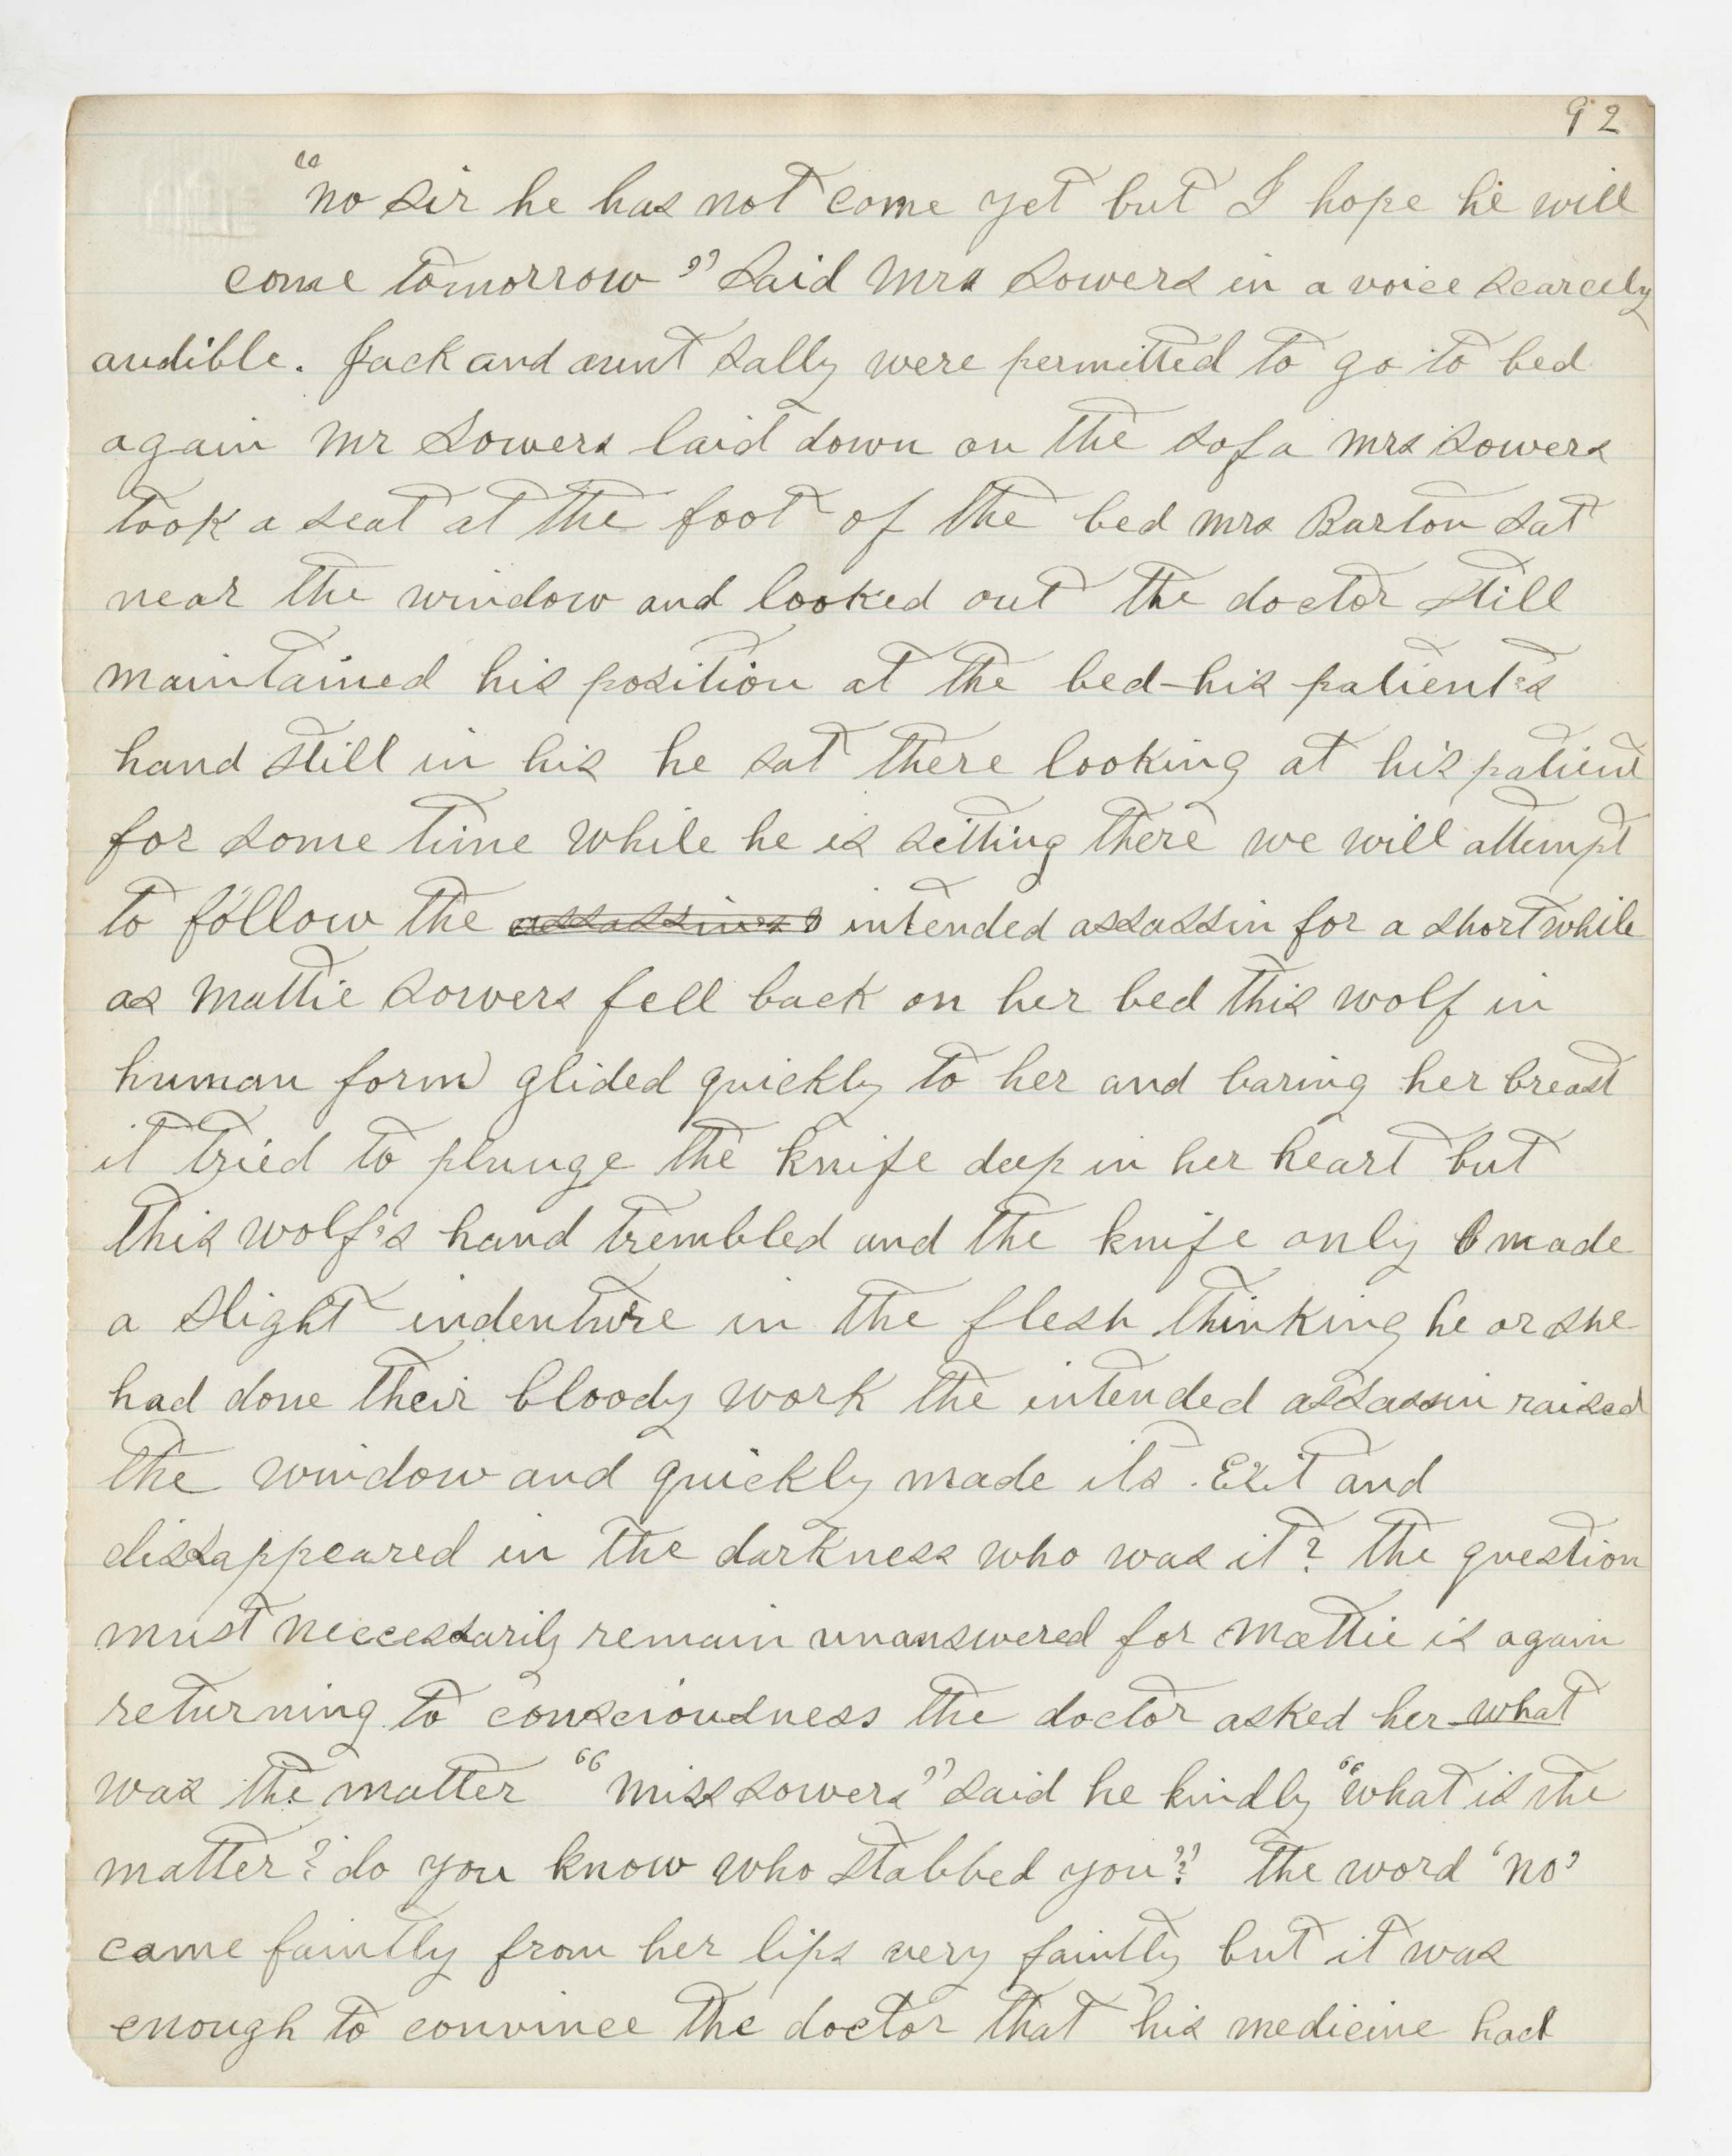 92
"no sir he has not come yet but I hope he will
come tomorrow" said Mrs Sowers in a voice scarcely
audible. Jack and aunt Sally were permitted to go to bed
again Mr Sowers laid down on the sofa Mrs Sowers
took a seat at the foot of the bed Mrs Barton sat
near the window and looked out the doctor still
maintained his position at the bed-his patient's
hand still in his he sat there looking at his patient
for some time while he is sitting there we will attempt
to follow the assassins intended assassin for a short while
as Mattie Sowers fell back on her bed this wolf in
human form glided quickly to her and baring her breast
it tried to plunge the knife deep in her heart but
this wolf's hand trembled and the knife only made
a slight indenture in the flesh thinking he or she
had done their bloody work the intended assassin raised
the window and quickly made its. Exit and
dissappeared in the darkness who was it? the question
must neccessarily remain unanswered for Mattie is again
returning to consciousness the doctor asked her what
was the matter "Miss Sowers" said he kindly "what is the
matter? do you know who stabbed you?" the word 'no'
came faintly from her lips very faintly but it was
enough to convince the doctor that his medicine had